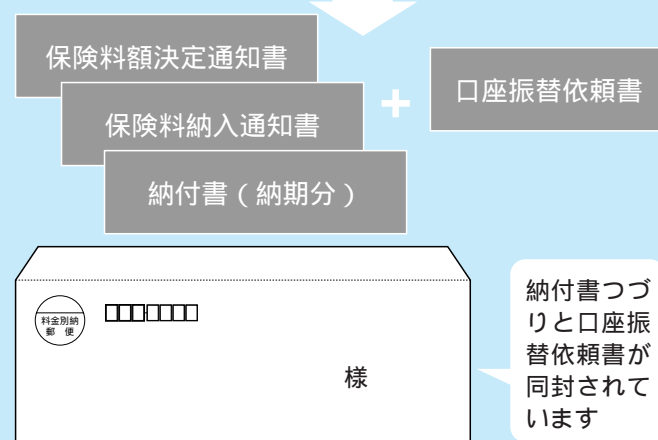 保険料額決定通知書
保険料納入通知書
納付書（納期分）
+
口座振替依頼書
料金別納
郵便
様
納付書つづ
りと口座振
替依頼書が
同封されて
います